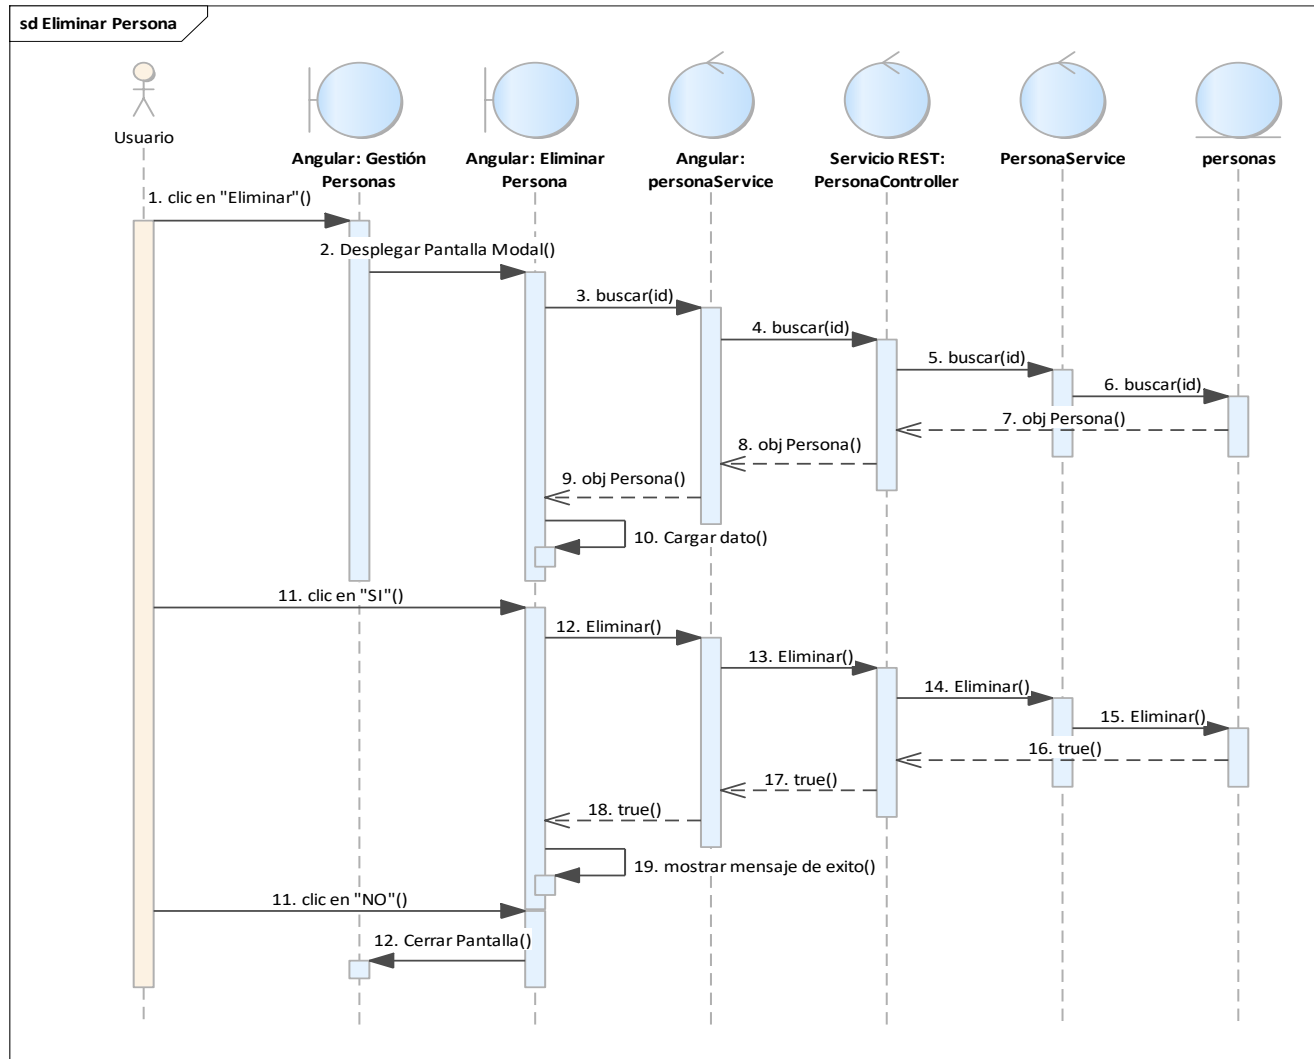 sd Eliminar Persona
Usuario
Angular: Gestión
Personas
Angular: Eliminar
Persona
Angular:
personaService
Servicio REST:
PersonaController
PersonaService
personas
1. clic en "Eliminar"()
2. Desplegar Pantalla Modal()
3. buscar(id)
4. buscar(id)
5. buscar(id)
6. buscar(id)
7. obj Persona()
8. obj Persona()
9. obj Persona()
10. Cargar dato()
11. clic en "SI"()
12. Eliminar()
13. Eliminar()
14. Eliminar()
15. Eliminar()
16. true()
17. true()
18. true()
19. mostrar mensaje de exito()
11. clic en "NO"()
12. Cerrar Pantalla()